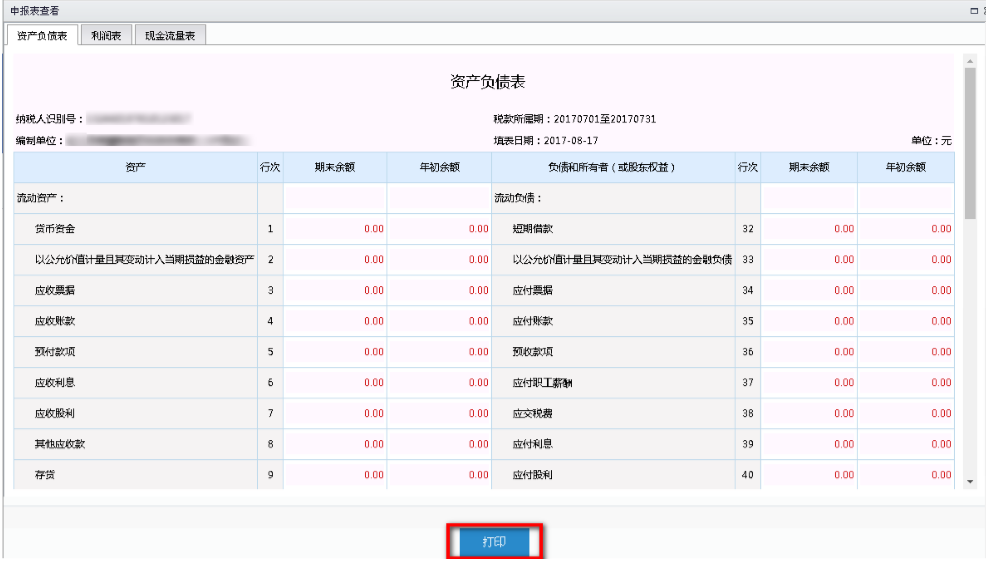 申报表查看
资产负债表 利润表 现金流量表
资产负债表
纳税人识别号： 税款所属期：20170701至20170731
编制单位： 填表日期：2017-08-17 单位：元
资产 行次 期末余额 年初余额 负债和所有者（或股东权益） 行次 期末余额 年初余额
流动资产： 流动负债：
货币资金 1 0.00 0.00 短期借款 32 0.00 0.00
以公允价值计量且其变动计入当期损益的金融资产 2 0.00 0.00 以公允价值计量且其变动计入当期损益的金融负债 33 0.00 0.00
应收票据 3 0.00 0.00 应付票据 34 0.00 0.00
应收账款 4 0.00 0.00 应付账款 35 0.00 0.00
预付款项 5 0.00 0.00 预收款项 36 0.00 0.00
应收利息 6 0.00 0.00 应付职工薪酬 37 0.00 0.00
应收股利 7 0.00 0.00 应交税费 38 0.00 0.00
其他应收款 8 0.00 0.00 应付利息 39 0.00 0.00
存货 9 0.00 0.00 应付股利 40 0.00 0.00
打印